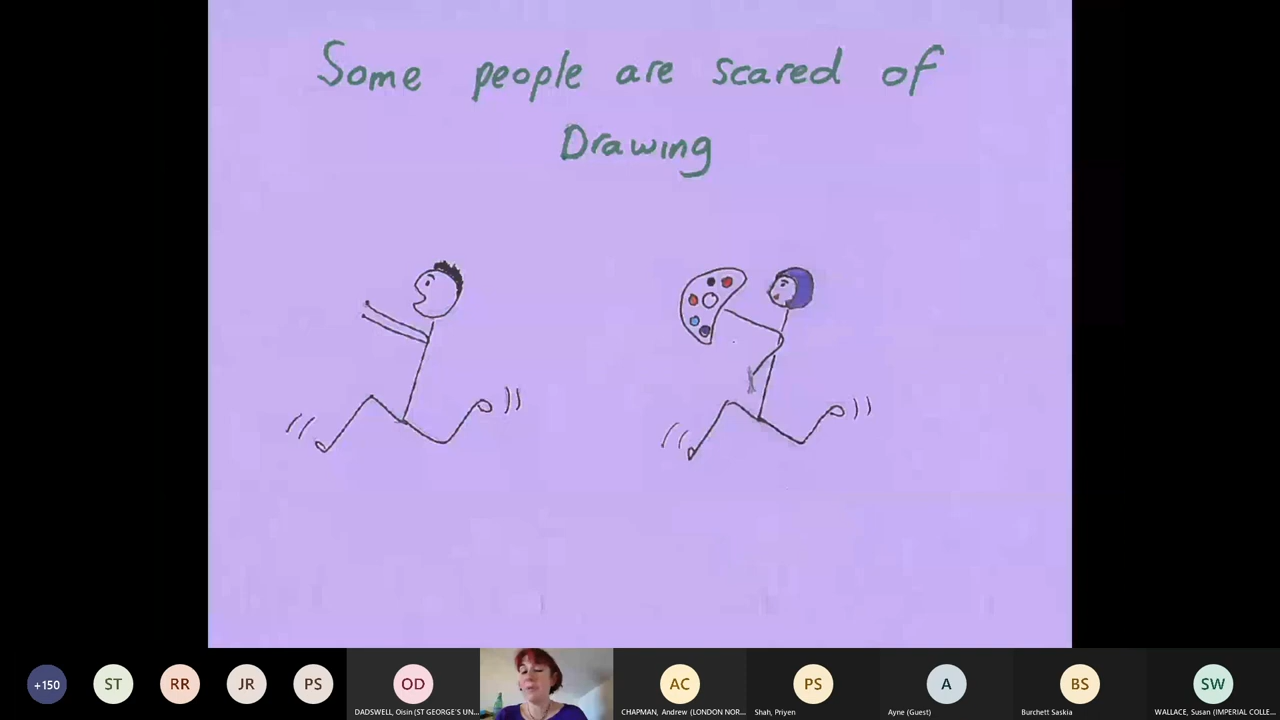 Some people are scared of
Drawing
+150
ST
RR
JR
PS
OD
AC
PS
A
BS
SW
DADSWELL, Oisin (ST GEORGE'S UN...
CHAPMAN, Andrew (LONDON NOR...
Shah, Priyen
Ayne (Guest)
Burchett Saskia
WALLACE, Susan (IMPERIAL COLLE...